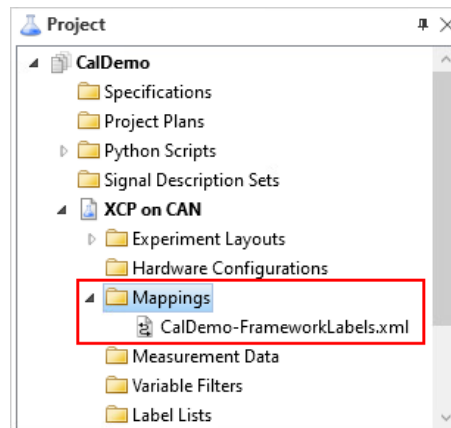 Project
CalDemo
Specifications
Project Plans
Python Scripts
Signal Description Sets
XCP on CAN
Experiment Layouts
Hardware Configurations
Mappings
CalDemo-FrameworkLabels.xml
Measurement Data
Variable Filters
Label Lists